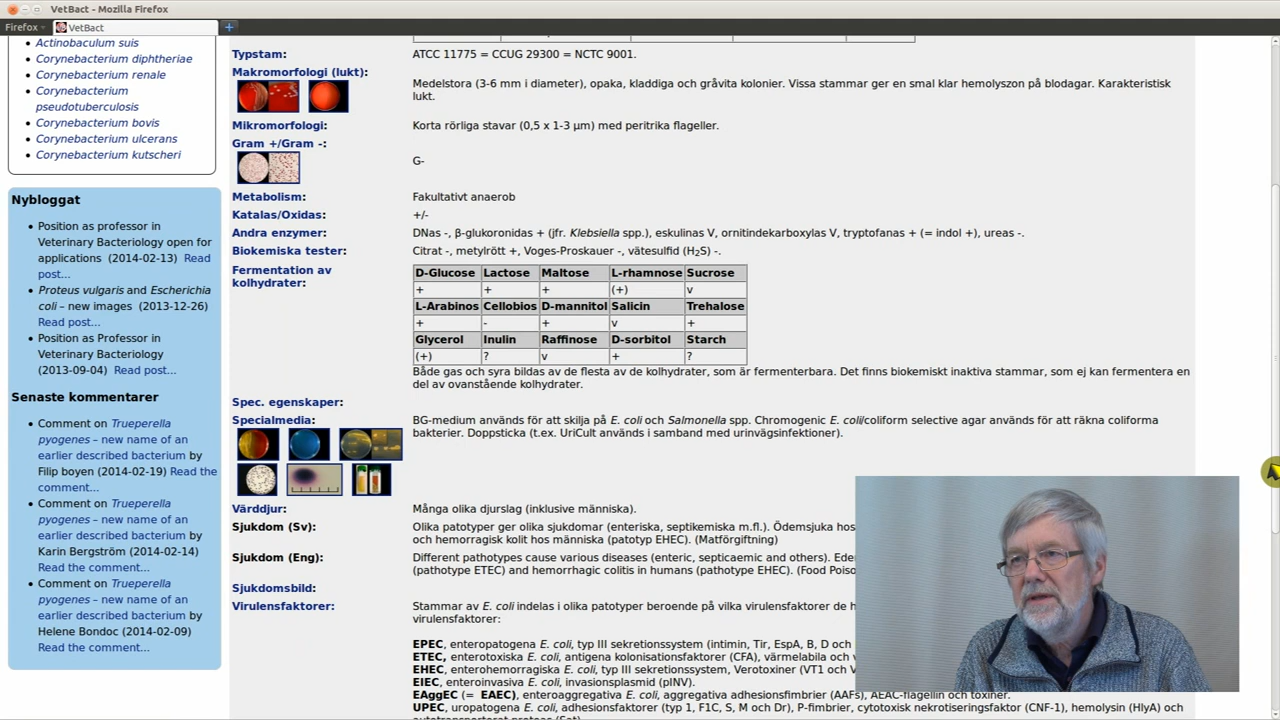 VetBact - Mozilla Firefox
Firefox
VetBact
Actinobaculum suis
Corynebacterium diphtheriae
Corynebacterium renale
Corynebacterium
pseudotuberculosis
Corynebacterium bovis
Corynebacterium ulcerans
Corynebacterium kutscheri
Nybloggat
Position as professor in
Veterinary Bacteriology open for
applications (2014-02-13) Read
post...
Proteus vulgaris and Escherichia
coli – new images (2013-12-26)
Read post...
Position as Professor in
Veterinary Bacteriology
(2013-09-04) Read post...
Senaste kommentarer
Comment on Trueperella
pyogenes – new name of an
earlier described bacterium by
Filip boyen (2014-02-19) Read the
comment...
Comment on Trueperella
pyogenes – new name of an
earlier described bacterium by
Karin Bergström (2014-02-14)
Read the comment...
Comment on Trueperella
pyogenes – new name of an
earlier described bacterium by
Helene Bondoc (2014-02-09)
Read the comment...
Typstam: ATCC 11775 = CCUG 29300 = NCTC 9001.
Makromorfologi (lukt): Medelstora (3-6 mm i diameter), opaka, kladdiga och gråvita kolonier. Vissa stammar ger en smal klar hemolyszon på blodagar. Karakteristisk
lukt.
Mikromorfologi: Korta rörliga stavar (0,5 x 1-3 µm) med peritrika flageller.
Gram +/Gram -: G-
Metabolism: Fakultativt anaerob
Katalas/Oxidas: +/-
Andra enzymer: DNas -, β-glukoronidas + (jfr. Klebsiella spp.), eskulinas V, ornitindekarboxylas V, tryptofanas + (= indol +), ureas -.
Biokemiska tester: Citrat -, metylrött +, Voges-Proskauer -, vätesulfid (H₂S) -.
Fermentation av
kolhydrater:
D-Glucose Lactose Maltose L-rhamnose Sucrose
+ + + (+) v
L-Arabinos Cellobios D-mannitol Salicin Trehalose
+ - + v +
Glycerol Inulin Raffinose D-sorbitol Starch
(+) ? v + ?
Både gas och syra bildas av de flesta av de kolhydrater, som är fermenterbara. Det finns biokemiskt inaktiva stammar, som ej kan fermentera en
del av ovanstående kolhydrater.
Spec. egenskaper:
Specialmedia: BG-medium används för att skilja på E. coli och Salmonella spp. Chromogenic E. coli/coliform selective agar används för att räkna coliforma
bakterier. Doppsticka (t.ex. UriCult används i samband med urinvägsinfektioner).
Värddjur: Många olika djurslag (inklusive människa).
Sjukdom (Sv): Olika patotyper ger olika sjukdomar (enteriska, septikemiska m.fl.). Ödemsjuka hos
och hemorragisk kolit hos människa (patotyp EHEC). (Matförgiftning)
Sjukdom (Eng): Different pathotypes cause various diseases (enteric, septicaemic and others).
(pathotype ETEC) and hemorrhagic colitis in humans (pathotype EHEC). (Food
Sjukdomsbild:
Virulensfaktorer: Stammar av E. coli indelas i olika patotyper beroende på vilka virulensfaktorer de
virulensfaktorer:
EPEC, enteropatogena E. coli, typ III sekretionssystem (intimin, Tir, EspA, B, D och
ETEC, enterotoxiska E. coli, antigena kolonisationsfaktorer (CFA), värmelabila och
EHEC, enterohemorragiska E. coli, typ III sekretionssystem, Verotoxiner (VT1 och
EIEC, enteroinvasiva E. coli, invasionsplasmid (pINV).
EAggEC (= EAEC), enteroaggregativa E. coli, aggregativa adhesionsfimbrier (AAFs), AEAC-flagellin och toxiner.
UPEC, uropatogena E. coli, adhesionsfaktorer (typ 1, F1C, S, M och Dr), P-fimbrier, cytotoxisk nekrotiseringsfaktor (CNF-1), hemolysin (HlyA) och